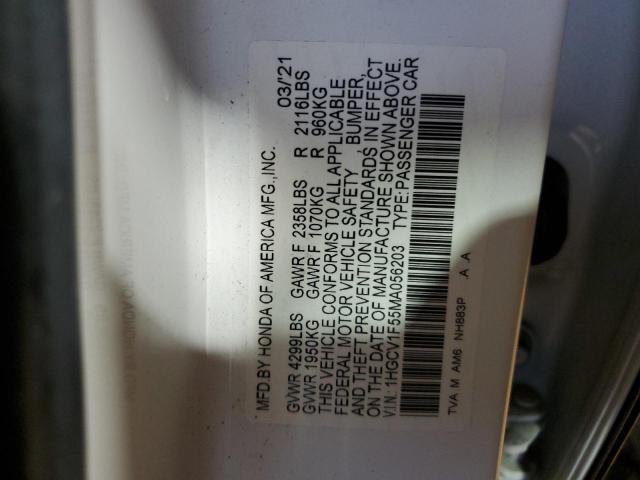 MFD.BY HONDA OF AMERICA MFG.,INC. 03/'21
GVWR 4299LBS GAWR F 2358LBS R 2116LBS
GVWR 1950KG GAWR F 1070KG R 960KG
THIS VEHICLE CONFORMS TO ALL APPLICABLE
FEDERAL MOTOR VEHICLE SAFETY , BUMPER,
AND THEFT PREVENTION STANDARDS IN EFFECT
ON THE DATE OF MANUFACTURE SHOWN ABOVE.
V.I.N. 1HGCV1F55MA056203 TYPE:PASSENGER CAR
TVA M AM6 NH883P A A